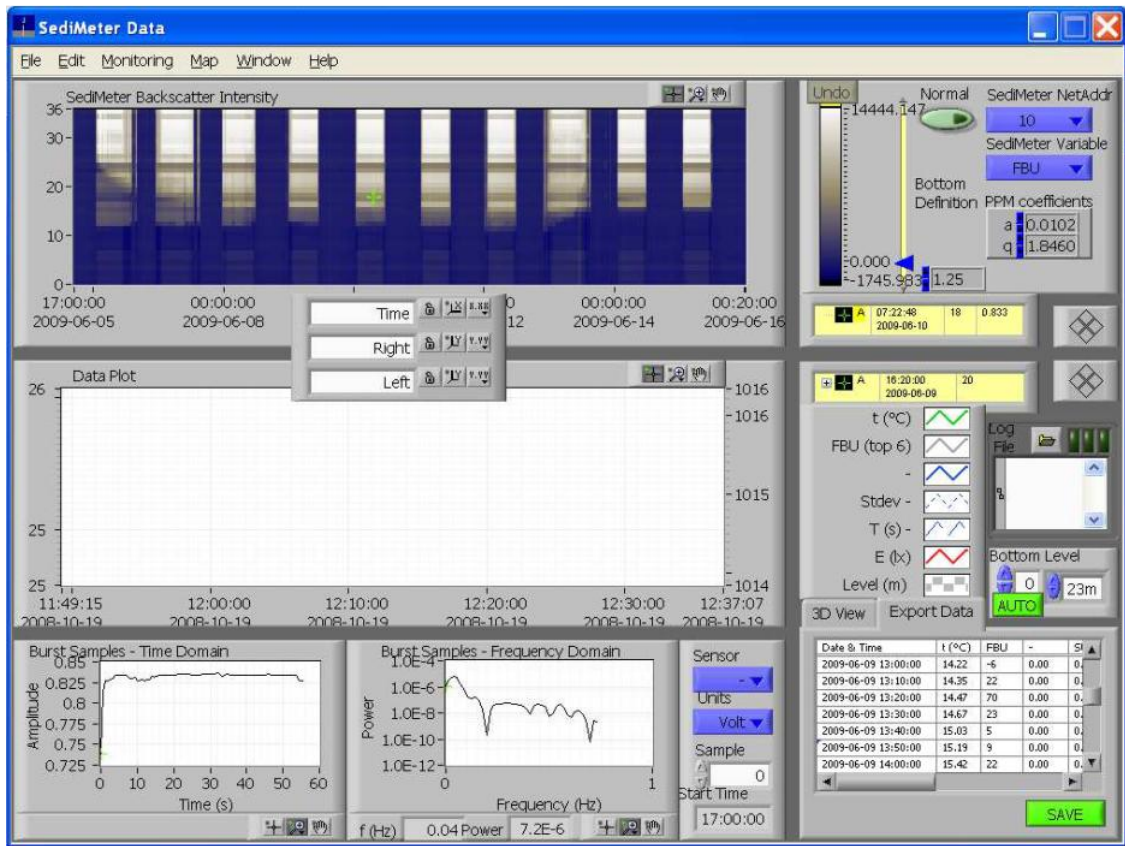 SediMeter Data
File Edit Monitoring Map Window Help
SediMeter Backscatter Intensity
36
30
20
10
0
17:00:00 00:00:00 0 00:00:00 00:20:00
2009-06-05 2009-06-08 12 2009-06-14 2009-06-16
Time
Right
Left
Undo
14444.147
0.000
-1745.983
1.25
Normal
Bottom
Definition
SediMeter NetAddr
10
SediMeter Variable
FBU
PPM coefficients
a 0.0102
q 1.8460
A 07:22:48 18 0.833
2009-06-10
A 16:20:00 20
2009-06-09
Data Plot
26
25
25
1016
1016
1015
1014
11:49:15 12:00:00 12:10:00 12:20:00 12:30:00 12:37:07
2008-10-19 2008-10-19 2008-10-19 2008-10-19 2008-10-19 2008-10-19
t (ºC)
FBU (top 6)
-
Stdev -
T (s) -
E (lx)
Level (m)
Log
File
Bottom Level
0 23m
AUTO
3D View Export Data
Date & Time t (ºC) FBU -
2009-06-09 13:00:00 14.22 -6 0.00 0.
2009-06-09 13:10:00 14.35 22 0.00 0.
2009-06-09 13:20:00 14.47 70 0.00 0.
2009-06-09 13:30:00 14.67 23 0.00 0.
2009-06-09 13:40:00 15.03 5 0.00 0.
2009-06-09 13:50:00 15.19 9 0.00 0.
2009-06-09 14:00:00 15.42 22 0.00 0.
SAVE
Burst Samples - Time Domain
Amplitude
0.85
0.825
0.8
0.775
0.75
0.725
0 10 20 30 40 50 60
Time (s)
Burst Samples - Frequency Domain
Power
1.0E-4
1.0E-6
1.0E-8
1.0E-10
1.0E-12
0 1
Frequency (Hz)
f (Hz) 0.04 Power 7.2E-6
Sensor
-
Units
Volt
Sample
0
Start Time
17:00:00